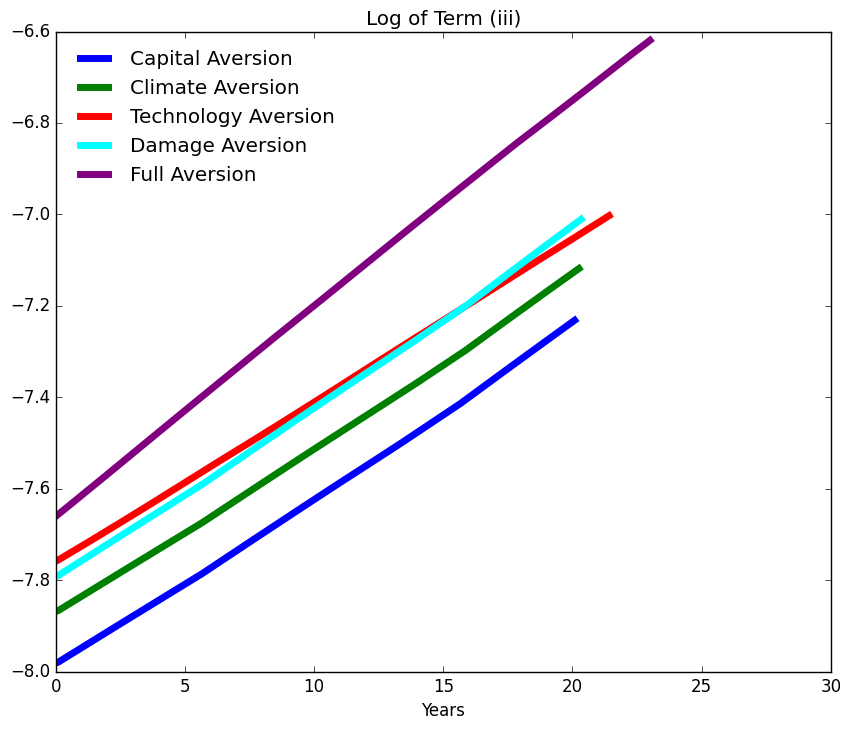 Log of Term (iii)
−6.6
−6.8
−7.0
−7.2
−7.4
−7.6
−7.8
−8.0
Capital Aversion
Climate Aversion
Technology Aversion
Damage Aversion
Full Aversion
0 5 10 15 20 25 30
Years